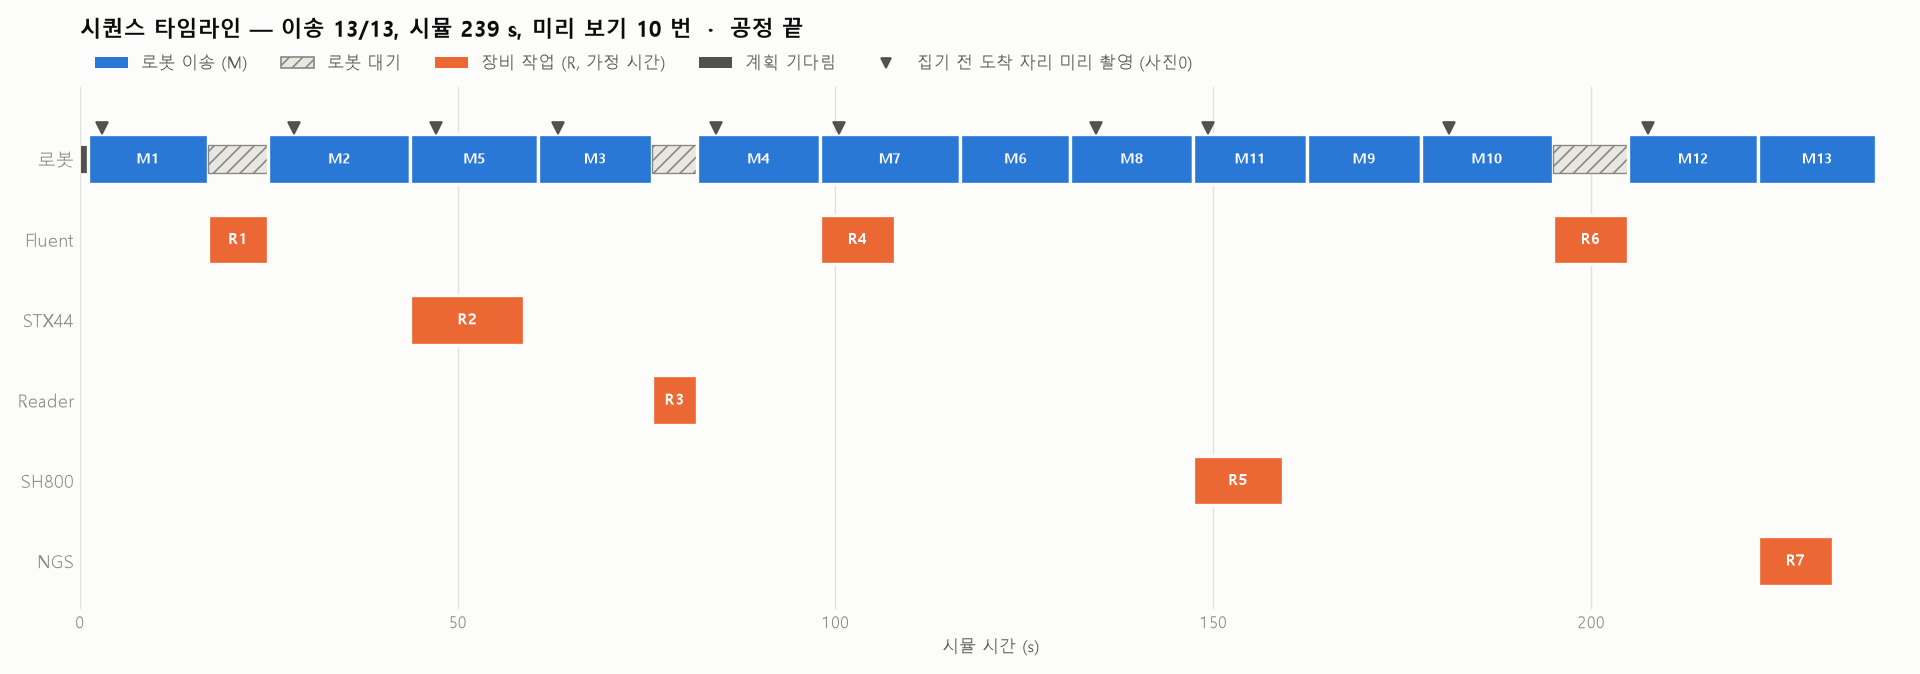 시퀀스 타임라인 — 이송 13/13, 시뮬 239 s, 미리 보기 10 번 · 공정 끝
로봇 이송 (M) 로봇 대기 장비 작업 (R, 가정 시간) 계획 기다림 집기 전 도착 자리 미리 촬영 (사진0)
로봇 M1 M2 M5 M3 M4 M7 M6 M8 M11 M9 M10 M12 M13
Fluent R1 R4 R6
STX44 R2
Reader R3
SH800 R5
NGS R7
0 50 100 150 200
시뮬 시간 (s)